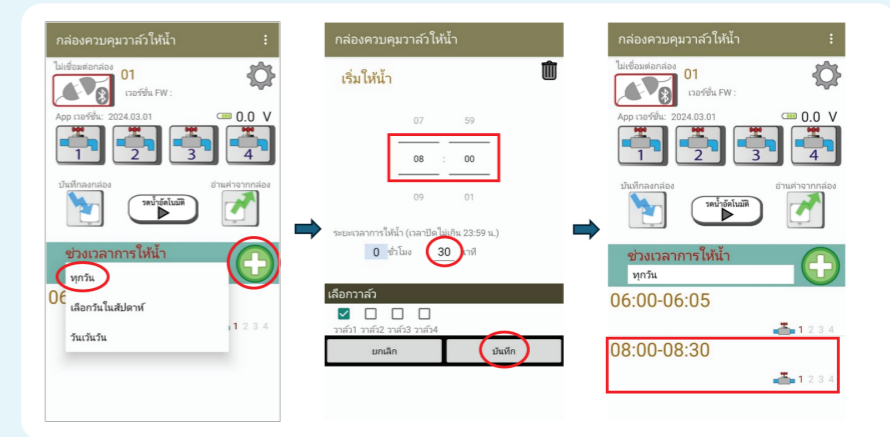 กล่องควบคุมวาล์วให้น้ำ
ไม่เชื่อมต่อกล่อง
01
เวอร์ชั่น FW :
App เวอร์ชั่น: 2024.03.01
0.0 V
1 2 3 4
บันทึกลงกล่อง
รดน้ำอัตโนมัติ
อ่านค่าจากกล่อง
ช่วงเวลาการให้น้ำ
ทุกวัน
06
เลือกวันในสัปดาห์
1 2 3 4
วันเว้นวัน
กล่องควบคุมวาล์วให้น้ำ
เริ่มให้น้ำ
07 59
08 : 00
09 01
ระยะเวลาการให้น้ำ (เวลาปิดไม่เกิน 23:59 น.)
0 ชั่วโมง 30 นาที
เลือกวาล์ว
วาล์ว1 วาล์ว2 วาล์ว3 วาล์ว4
ยกเลิก บันทึก
กล่องควบคุมวาล์วให้น้ำ
ไม่เชื่อมต่อกล่อง
01
เวอร์ชั่น FW :
App เวอร์ชั่น: 2024.03.01
0.0 V
1 2 3 4
บันทึกลงกล่อง
รดน้ำอัตโนมัติ
อ่านค่าจากกล่อง
ช่วงเวลาการให้น้ำ
ทุกวัน
06:00-06:05
1 2 3 4
08:00-08:30
1 2 3 4